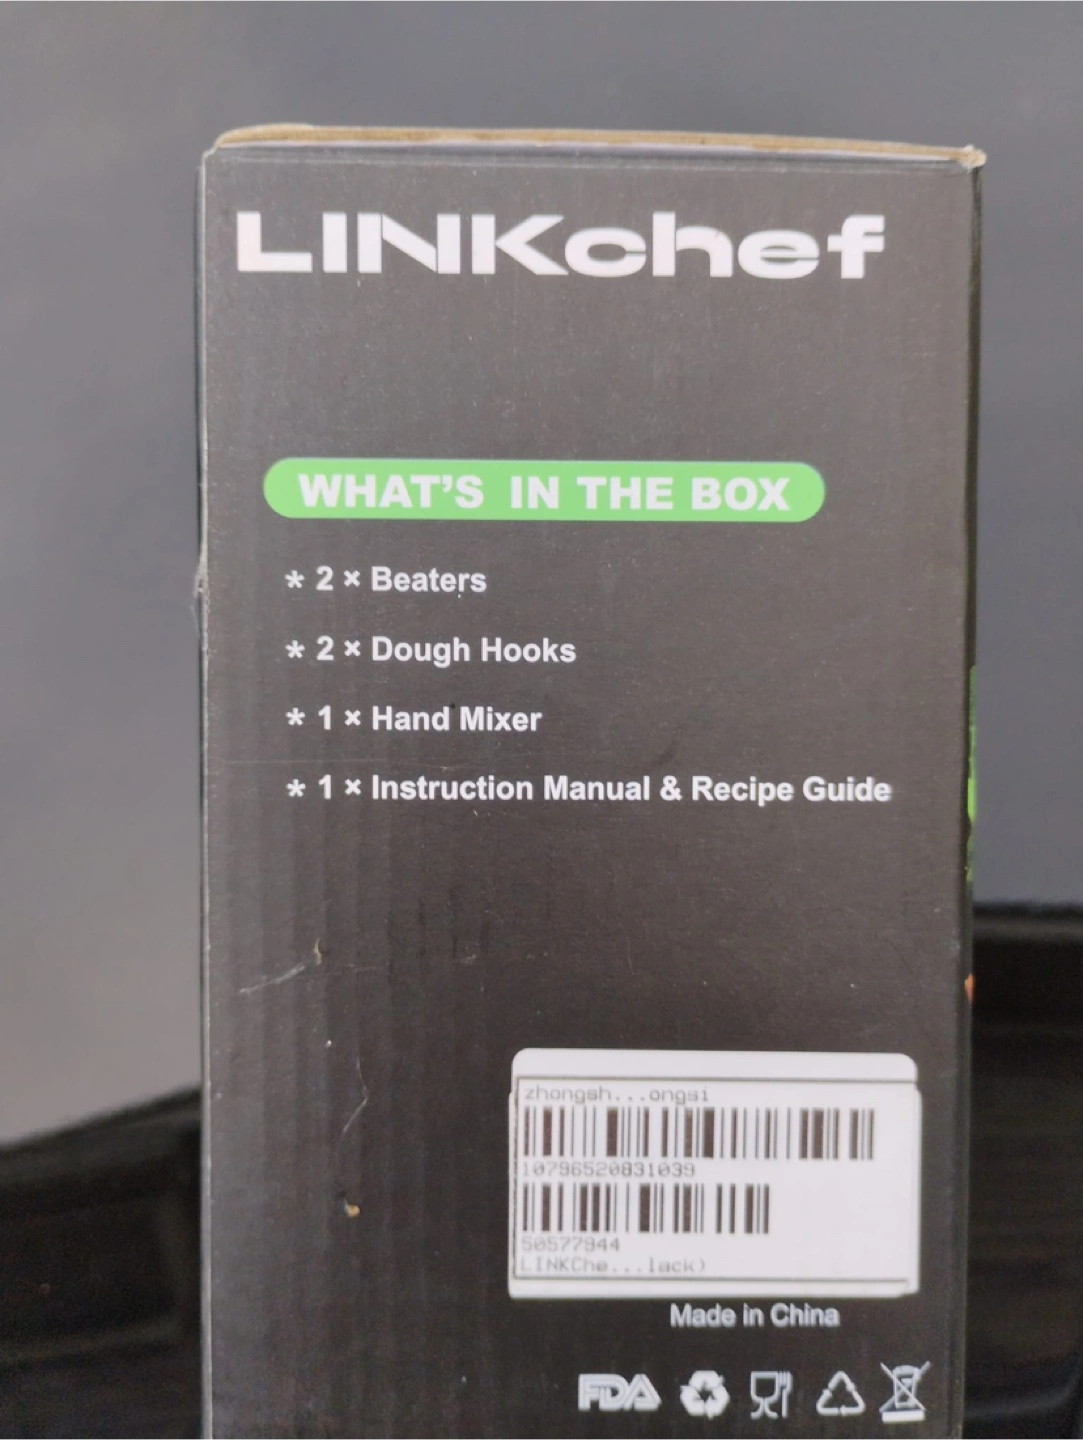 LINKchef
WHAT'S IN THE BOX
* 2 × Beaters
* 2 × Dough Hooks
* 1 × Hand Mixer
* 1 × Instruction Manual & Recipe Guide
zhongsh...ongsi
10796520831039
50577944
LINKChe...lack)
Made in China
FDA